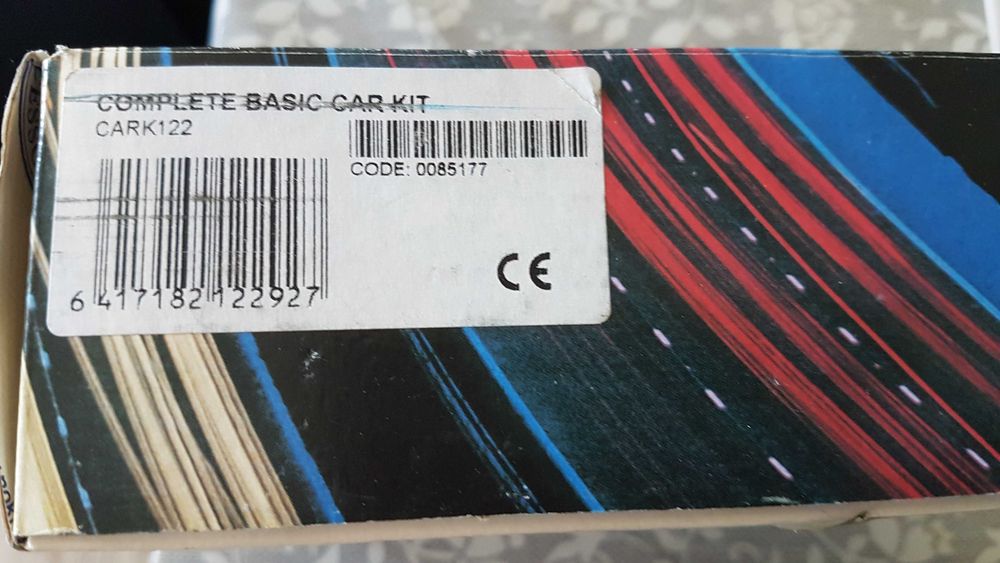 COMPLETE BASIC CAR KIT
CARK122
CODE: 0085177
6 417182 122927
CE